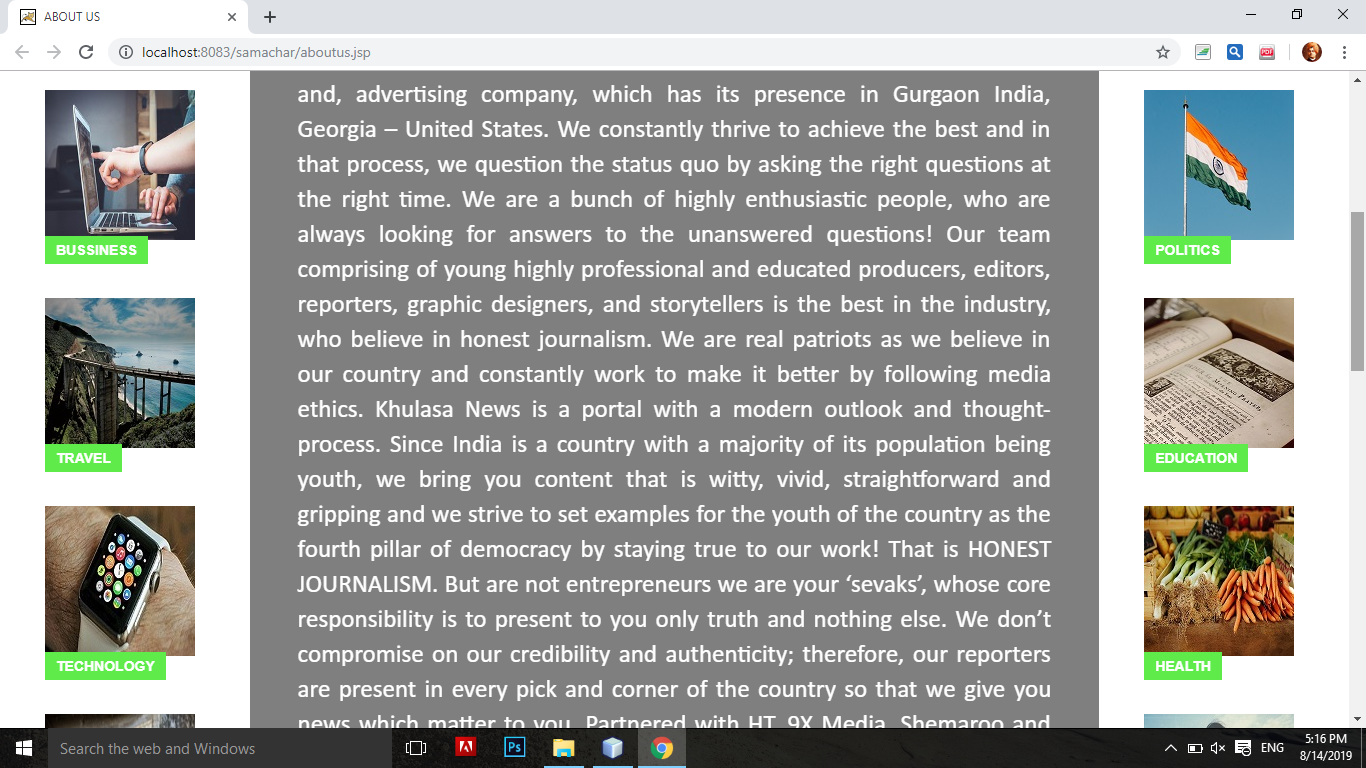 ABOUT US
localhost:8083/samachar/aboutus.jsp
PDF
and, advertising company, which has its presence in Gurgaon India,
Georgia – United States. We constantly thrive to achieve the best and in
that process, we question the status quo by asking the right questions at
the right time. We are a bunch of highly enthusiastic people, who are
always looking for answers to the unanswered questions! Our team
comprising of young highly professional and educated producers, editors,
reporters, graphic designers, and storytellers is the best in the industry,
who believe in honest journalism. We are real patriots as we believe in
our country and constantly work to make it better by following media
ethics. Khulasa News is a portal with a modern outlook and thought-
process. Since India is a country with a majority of its population being
youth, we bring you content that is witty, vivid, straightforward and
gripping and we strive to set examples for the youth of the country as the
fourth pillar of democracy by staying true to our work! That is HONEST
JOURNALISM. But are not entrepreneurs we are your ‘sevaks’, whose core
responsibility is to present to you only truth and nothing else. We don’t
compromise on our credibility and authenticity; therefore, our reporters
are present in every pick and corner of the country so that we give you
news which matter to you. Partnered with HT, 9X Media, Shemaroo and
BUSSINESS
TRAVEL
TECHNOLOGY
POLITICS
EDUCATION
HEALTH
Search the web and Windows
Ps
ENG
5:16 PM
8/14/2019